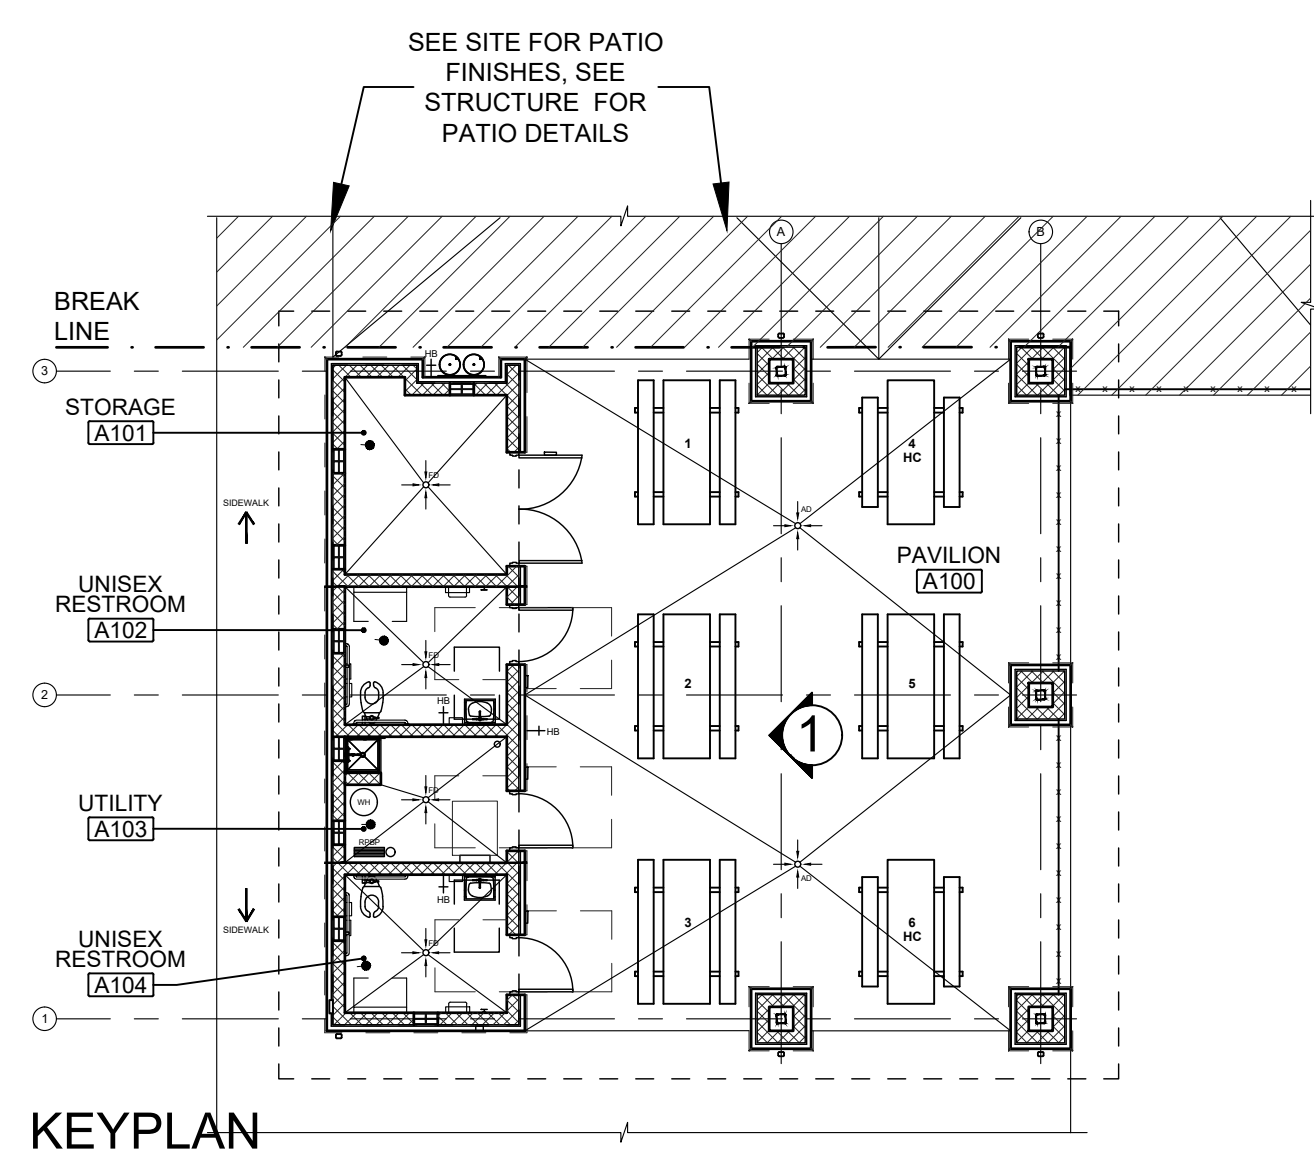 SEE SITE FOR PATIO
FINISHES, SEE
STRUCTURE FOR
PATIO DETAILS
A
B
BREAK
LINE
HB
3
STORAGE
A101
1
4
HC
FD
SIDEWALK
AD
PAVILION
A100
UNISEX
RESTROOM
A102
FD
2
2
5
HB
HB
1
UTILITY
A103
FD
WH
RPBP
HB
3
6
HC
AD
SIDEWALK
UNISEX
RESTROOM
A104
FD
1
KEYPLAN